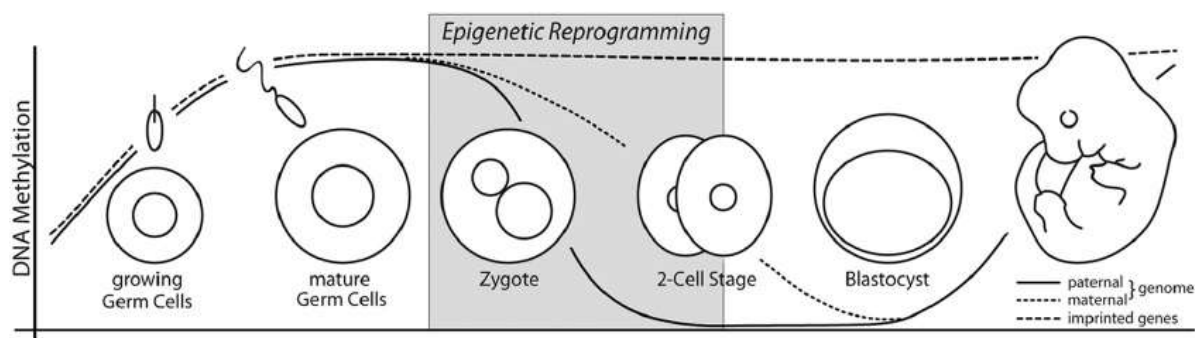 Epigenetic Reprogramming
DNA Methylation
growing
Germ Cells
mature
Germ Cells
Zygote
2-Cell Stage
Blastocyst
paternal
maternal
genome
imprinted genes